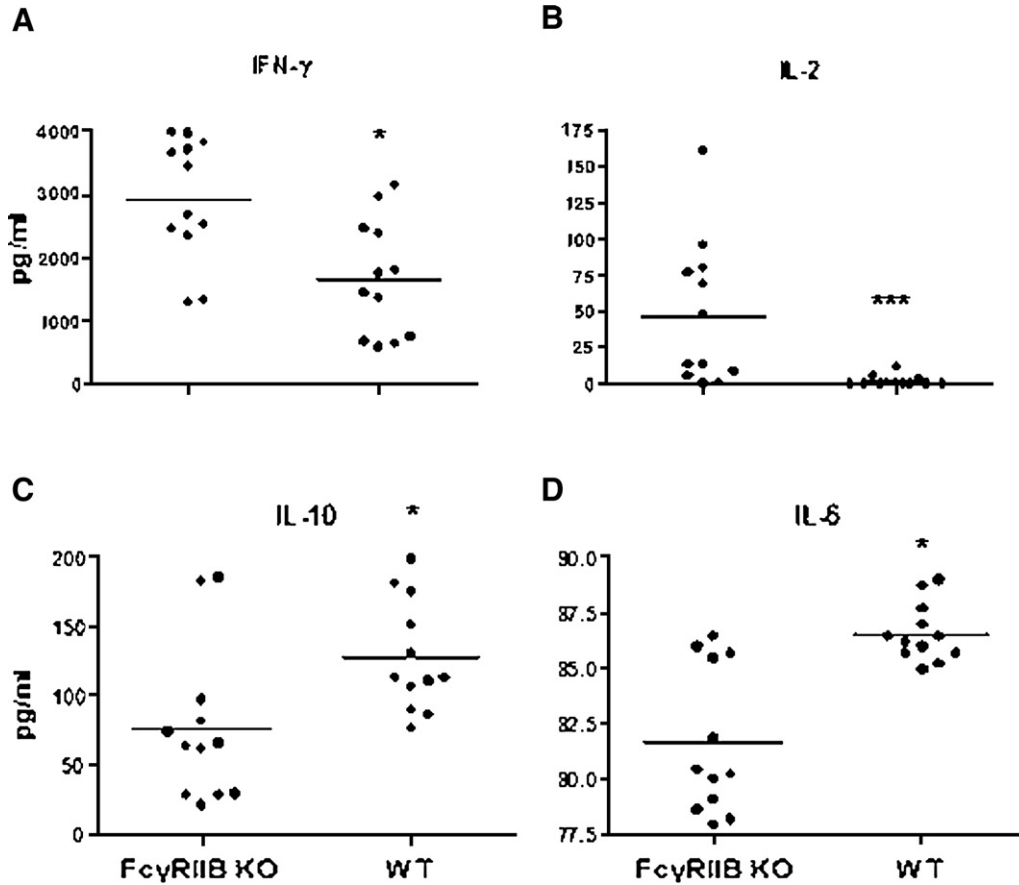 A
IFN-γ
*
4000
3000
2000
1000
0
pg/ml
B
IL-2
175
150
125
100
75
50
25
0
***
C
IL-10
*
200
150
100
50
0
pg/ml
FcγRIIB KO
WT
D
IL-6
*
90.0
87.5
85.0
82.5
80.0
77.5
FcγRIIB KO
WT